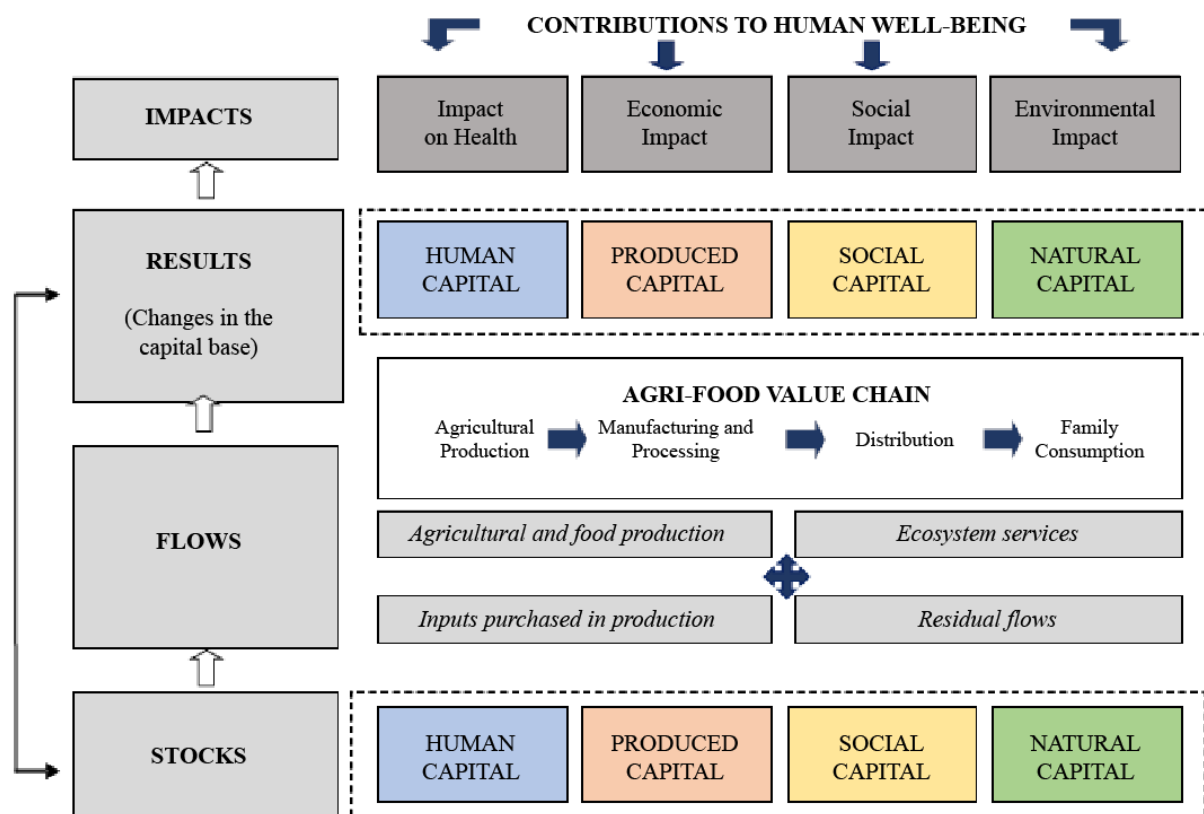 CONTRIBUTIONS TO HUMAN WELL-BEING
IMPACTS
Impact
on Health
Economic
Impact
Social
Impact
Environmental
Impact
RESULTS
(Changes in the
capital base)
HUMAN
CAPITAL
PRODUCED
CAPITAL
SOCIAL
CAPITAL
NATURAL
CAPITAL
AGRI-FOOD VALUE CHAIN
Agricultural
Production
Manufacturing and
Processing
Distribution
Family
Consumption
FLOWS
Agricultural and food production
Ecosystem services
Inputs purchased in production
Residual flows
STOCKS
HUMAN
CAPITAL
PRODUCED
CAPITAL
SOCIAL
CAPITAL
NATURAL
CAPITAL